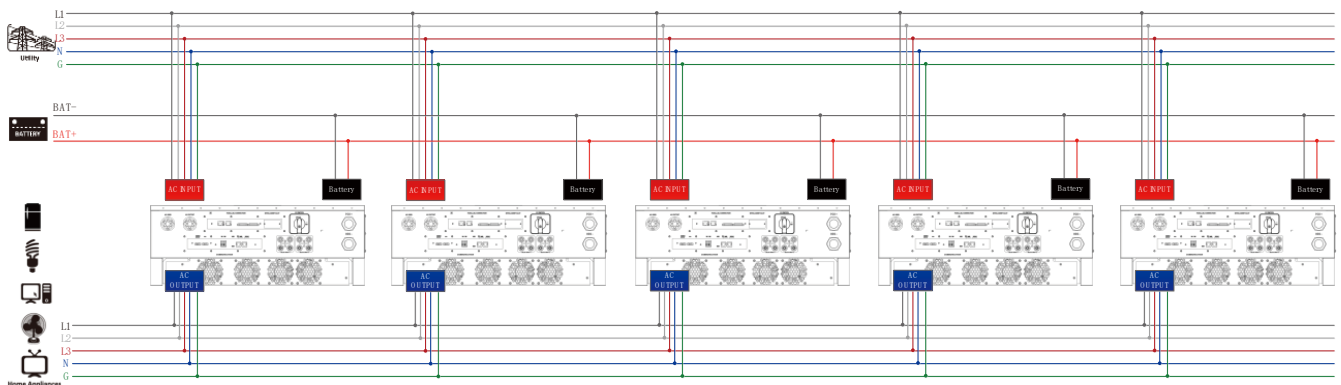 L1
L2
L3
N
G
Utility
BAT-
BATTERY
BAT+
AC INPUT
Battery
AC INPUT
Battery
AC INPUT
Battery
AC INPUT
Battery
AC INPUT
Battery
AC
OUTPUT
AC
OUTPUT
AC
OUTPUT
AC
OUTPUT
AC
OUTPUT
L1
L2
L3
N
G
Home Appliances